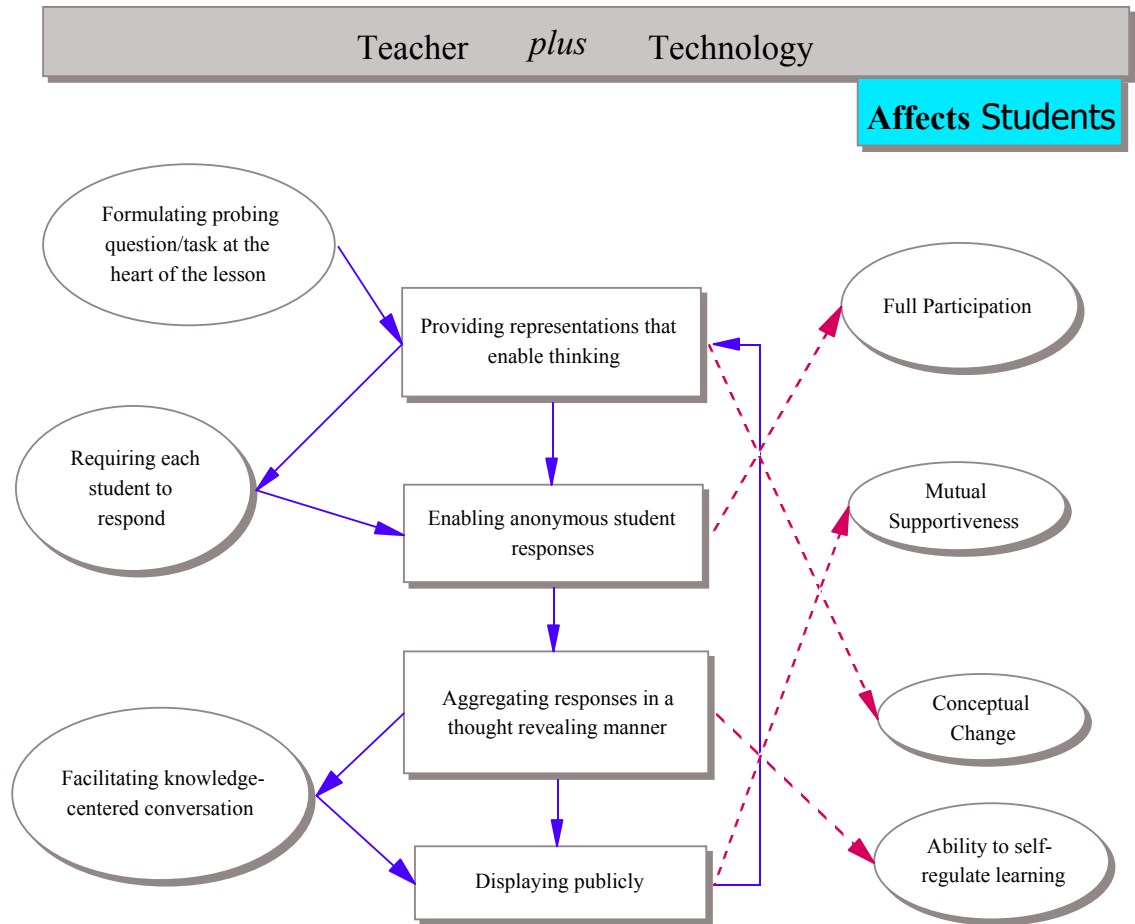 Teacher plus Technology
Affects Students
Formulating probing
question/task at the
heart of the lesson
Providing representations that
enable thinking
Full Participation
Requiring each
student to
respond
Enabling anonymous student
responses
Mutual
Supportiveness
Aggregating responses in a
thought revealing manner
Conceptual
Change
Facilitating knowledge-
centered conversation
Displaying publicly
Ability to self-
regulate learning